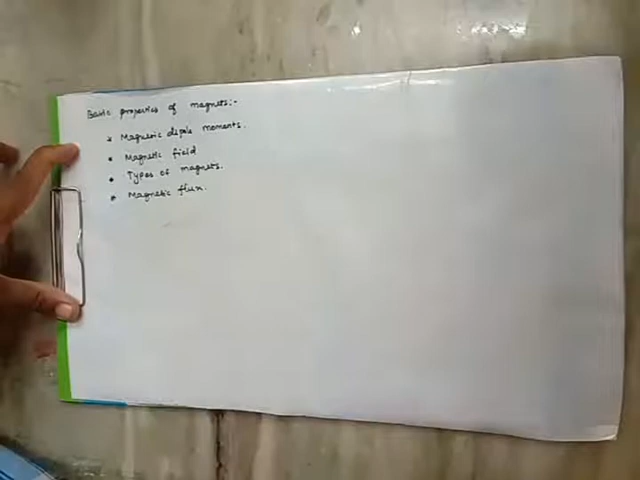 Basic properties of magnets:-
• Magnetic dipole moments.
• Magnetic field
• Types of magnets.
• Magnetic flux.